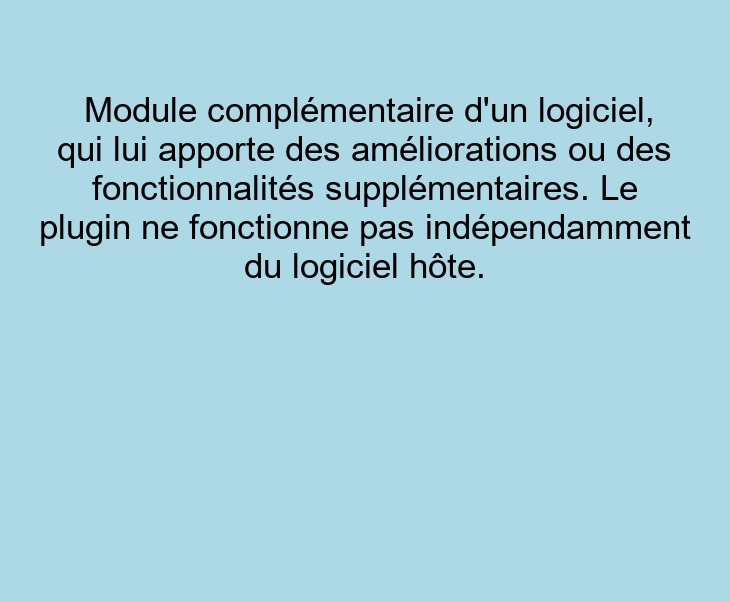 Module complémentaire d'un logiciel,
qui lui apporte des améliorations ou des
fonctionnalités supplémentaires. Le
plugin ne fonctionne pas indépendamment
du logiciel hôte.